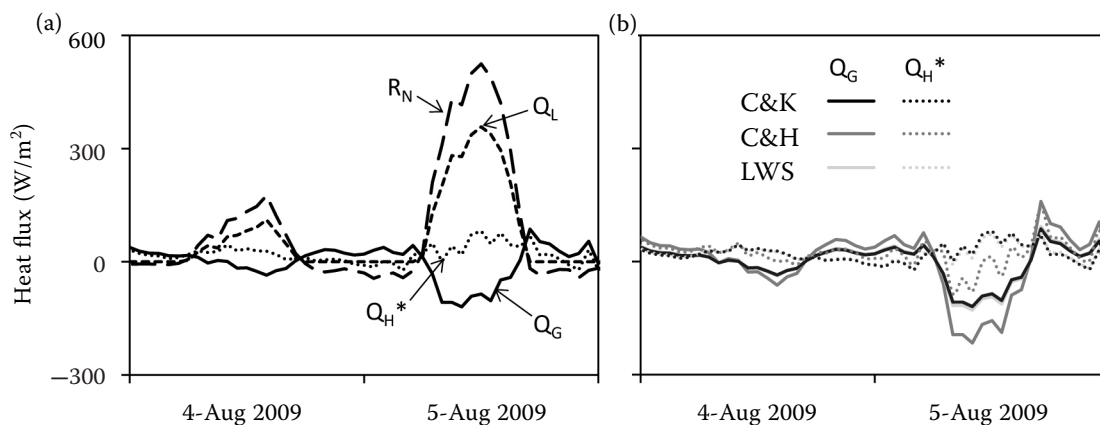 (a)
600
300
0
−300
Heat flux (W/m²)
R_N
Q_L
Q_H*
Q_G
4-Aug 2009
5-Aug 2009
(b)
Q_G Q_H*
C&K
C&H
LWS
4-Aug 2009
5-Aug 2009